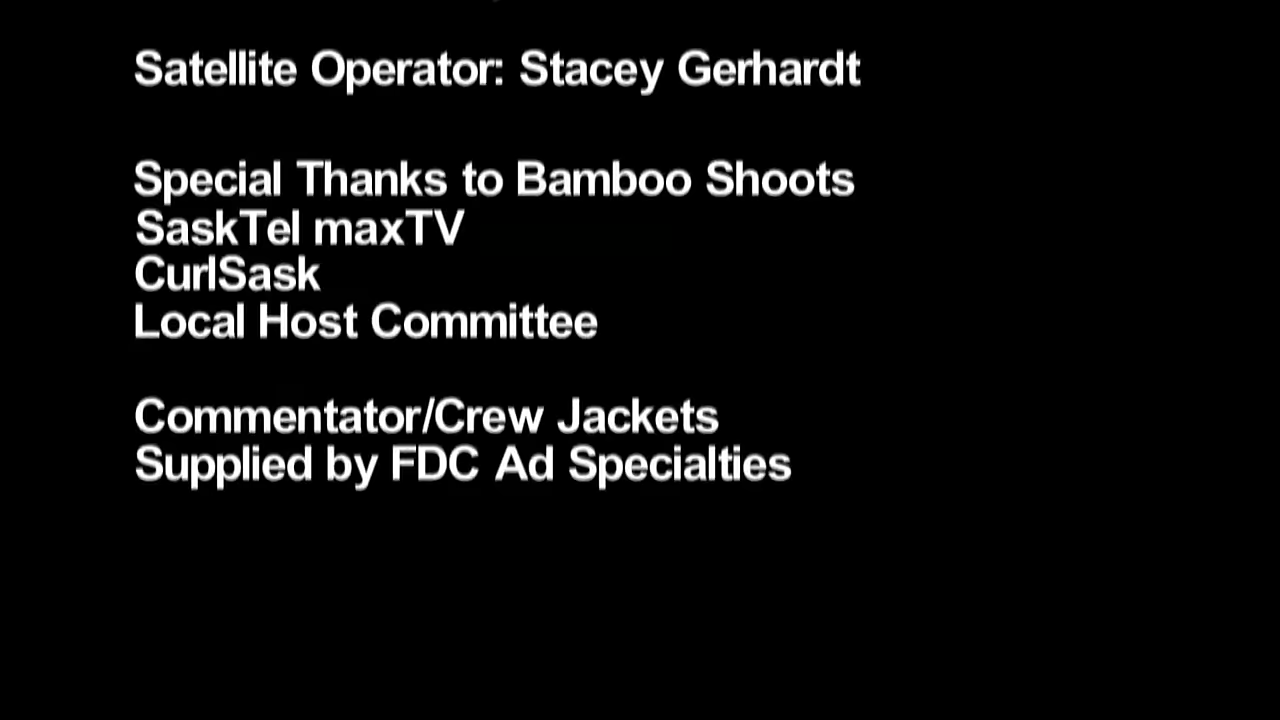 Satellite Operator: Stacey Gerhardt
Special Thanks to Bamboo Shoots
SaskTel maxTV
CurlSask
Local Host Committee
Commentator/Crew Jackets
Supplied by FDC Ad Specialties